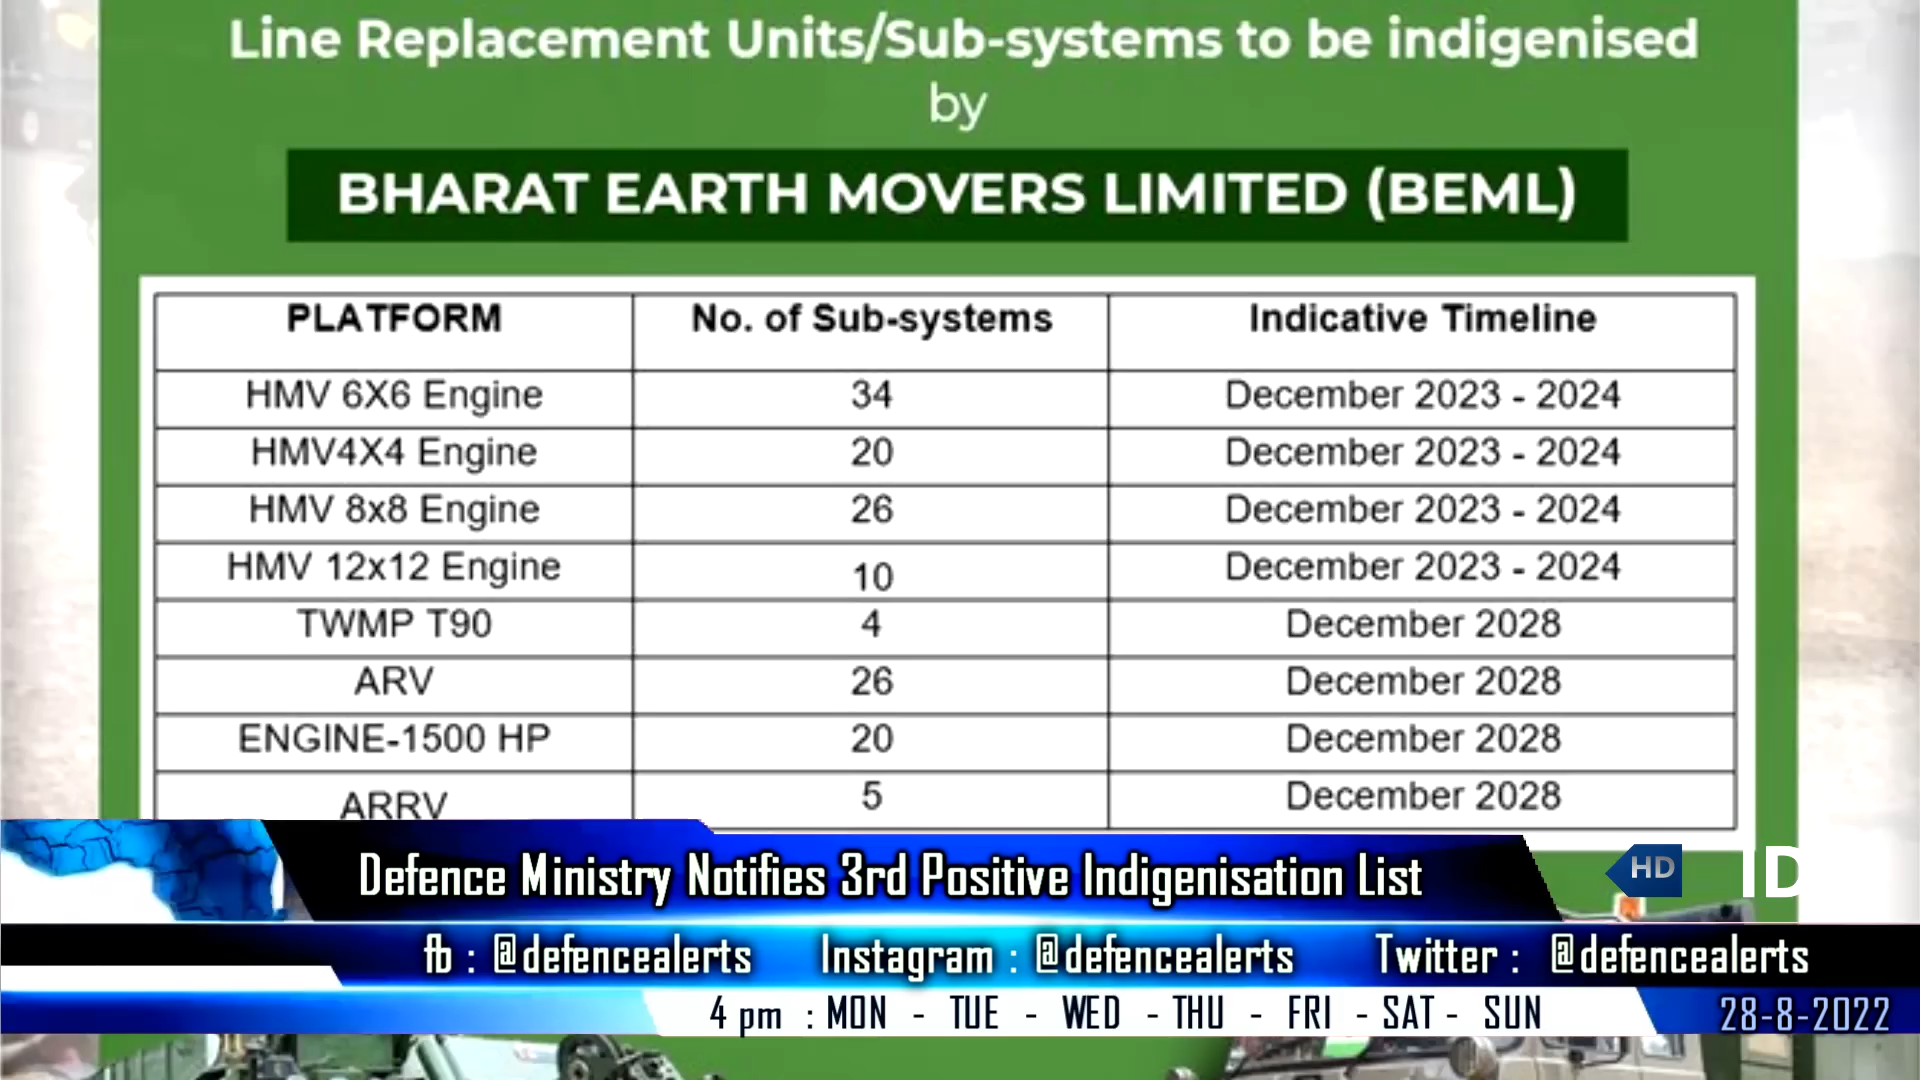 Line Replacement Units/Sub-systems to be indigenised
by
BHARAT EARTH MOVERS LIMITED (BEML)
PLATFORM No. of Sub-systems Indicative Timeline
HMV 6X6 Engine 34 December 2023 - 2024
HMV4X4 Engine 20 December 2023 - 2024
HMV 8x8 Engine 26 December 2023 - 2024
HMV 12x12 Engine 10 December 2023 - 2024
TWMP T90 4 December 2028
ARV 26 December 2028
ENGINE-1500 HP 20 December 2028
ARRV 5 December 2028
Defence Ministry Notifies 3rd Positive Indigenisation List
HD ID
fb : @defencealerts Instagram : @defencealerts Twitter : @defencealerts
4 pm : MON - TUE - WED - THU - FRI - SAT - SUN 28-8-2022